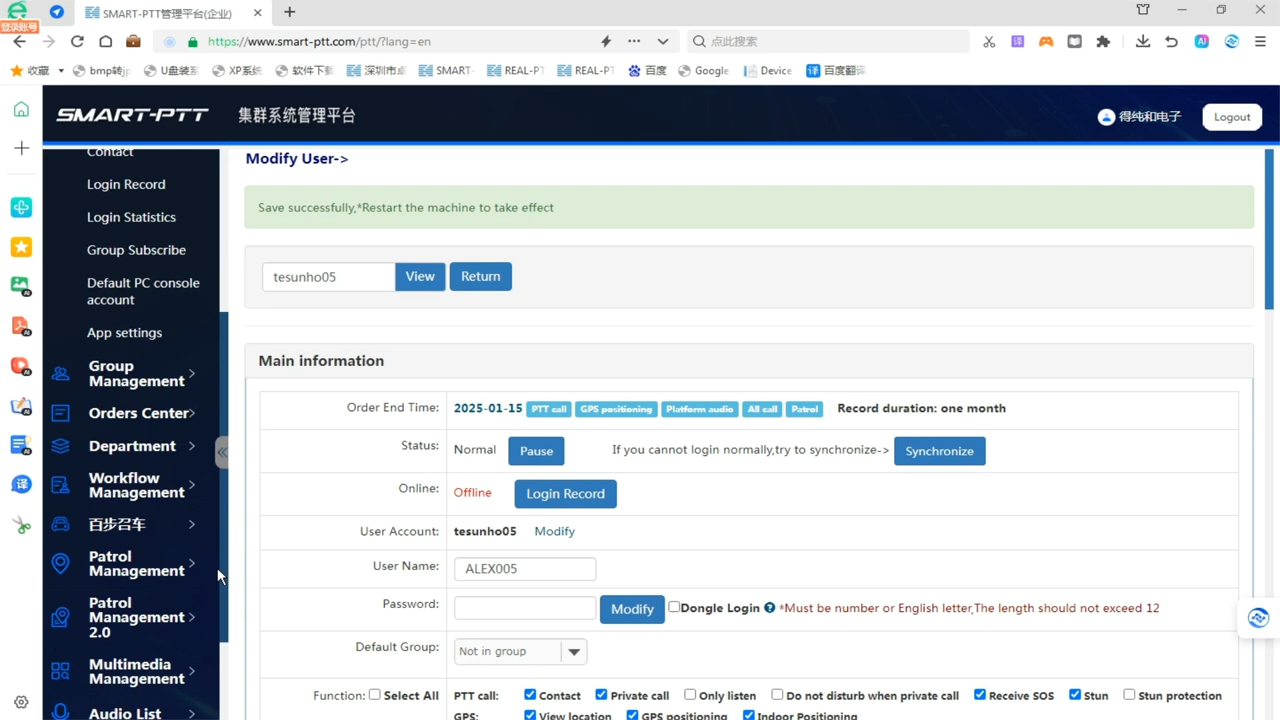 登录账号
SMART-PTT管理平台(企业)
https://www.smart-ptt.com/ptt/?lang=en
点此搜索
收藏
bmp转j
U盘装系
XP系统
软件下载
深圳市卓
SMART-
REAL-PT
REAL-PT
百度
Google
Device
百度翻译
SMART-PTT 集群系统管理平台
得纯和电子
Logout
Contact
Login Record
Login Statistics
Group Subscribe
Default PC console
account
App settings
Group
Management
Orders Center
Department
Workflow
Management
百步召车
Patrol
Management
Patrol
Management
2.0
Multimedia
Management
Audio List
Modify User->
Save successfully,*Restart the machine to take effect
tesunho05 View Return
Main information
Order End Time: 2025-01-15 PTT call GPS positioning Platform audio All call Patrol Record duration: one month
Status: Normal Pause If you cannot login normally,try to synchronize-> Synchronize
Online: Offline Login Record
User Account: tesunho05 Modify
User Name: ALEX005
Password: Modify Dongle Login ? *Must be number or English letter,The length should not exceed 12
Default Group: Not in group
Function: Select All PTT call: Contact Private call Only listen Do not disturb when private call Receive SOS Stun Stun protection
GPS: View location GPS positioning Indoor Positioning